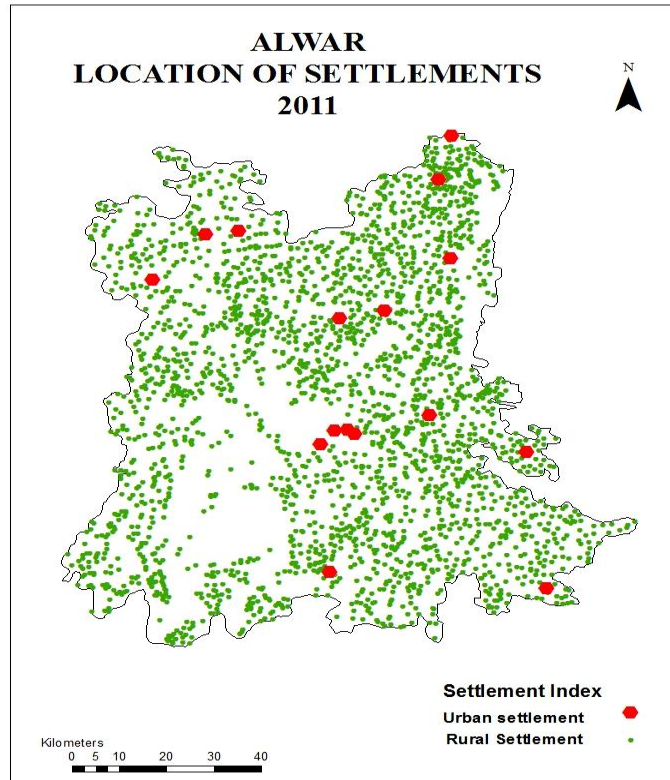 ALWAR
LOCATION OF SETTLEMENTS
2011
N
Settlement Index
Urban settlement
Rural Settlement
Kilometers
0 5 10 20 30 40